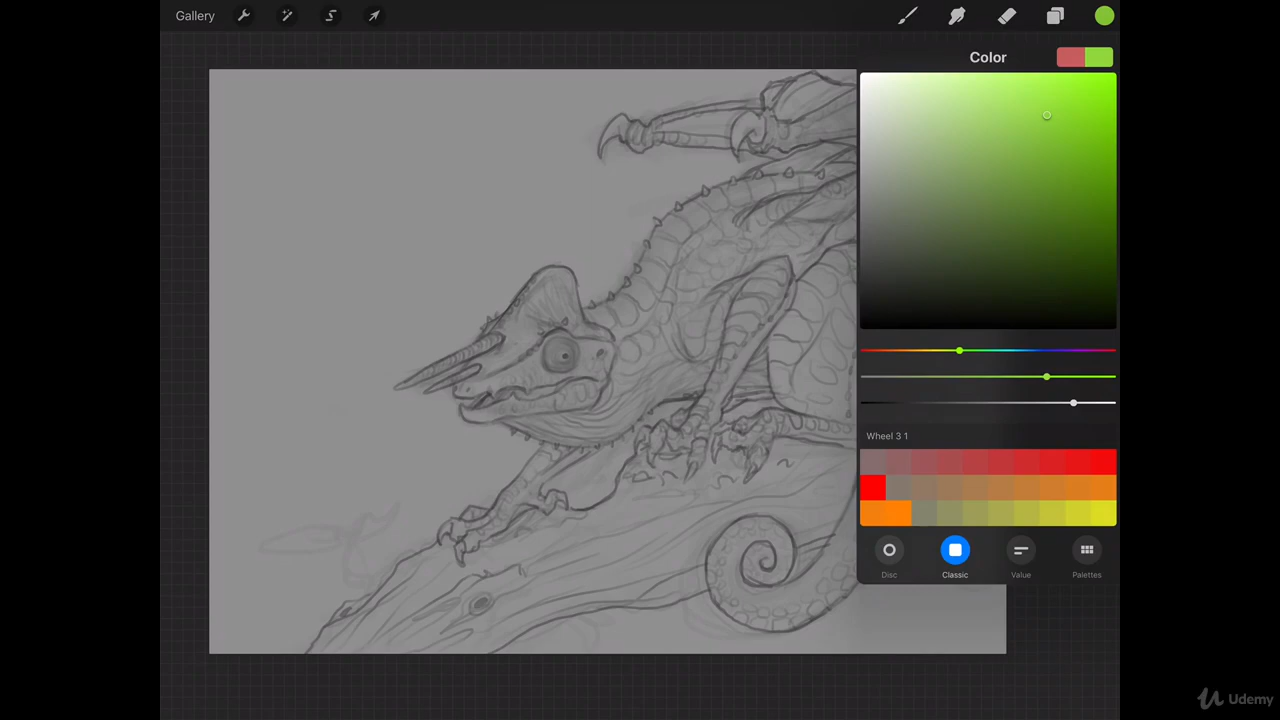 Gallery
Color
Wheel 3 1
Disc
Classic
Value
Palettes
Udemy